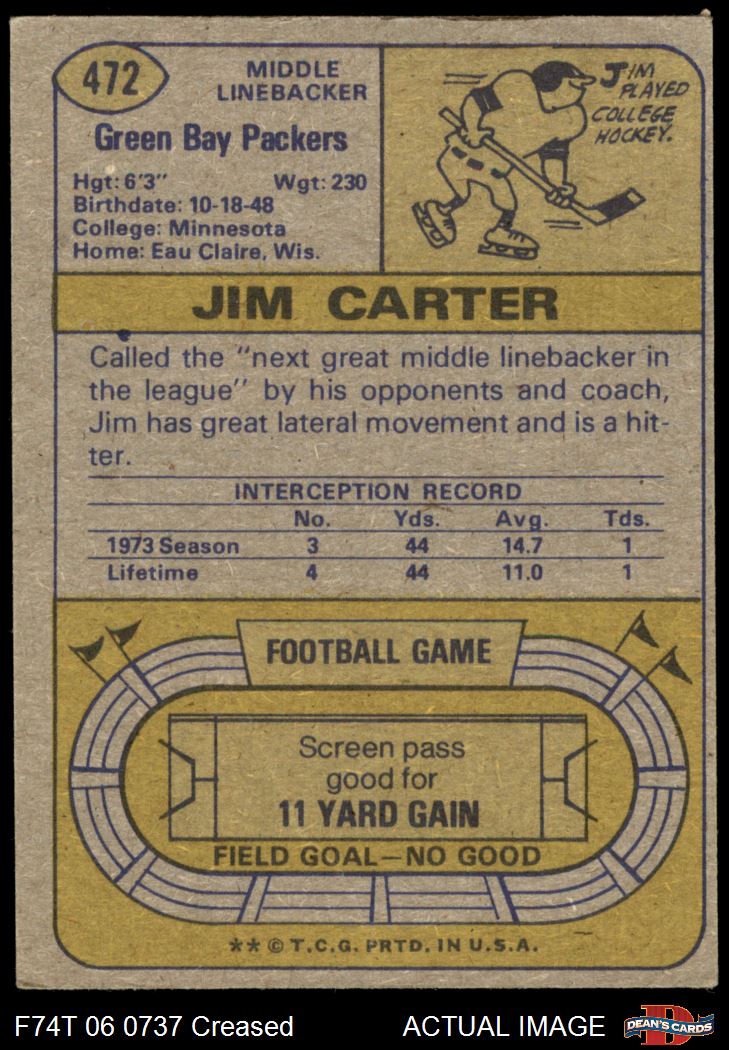 472
MIDDLE
LINEBACKER
Green Bay Packers
Hgt: 6'3" Wgt: 230
Birthdate: 10-18-48
College: Minnesota
Home: Eau Claire, Wis.
JIM
PLAYED
COLLEGE
HOCKEY.
JIM CARTER
Called the "next great middle linebacker in
the league" by his opponents and coach,
Jim has great lateral movement and is a hit-
ter.
INTERCEPTION RECORD
No. Yds. Avg. Tds.
1973 Season 3 44 14.7 1
Lifetime 4 44 11.0 1
FOOTBALL GAME
Screen pass
good for
11 YARD GAIN
FIELD GOAL—NO GOOD
** © T.C.G. PRTD. IN U.S.A.
F74T 06 0737 Creased ACTUAL IMAGE
D
DEAN'S CARDS